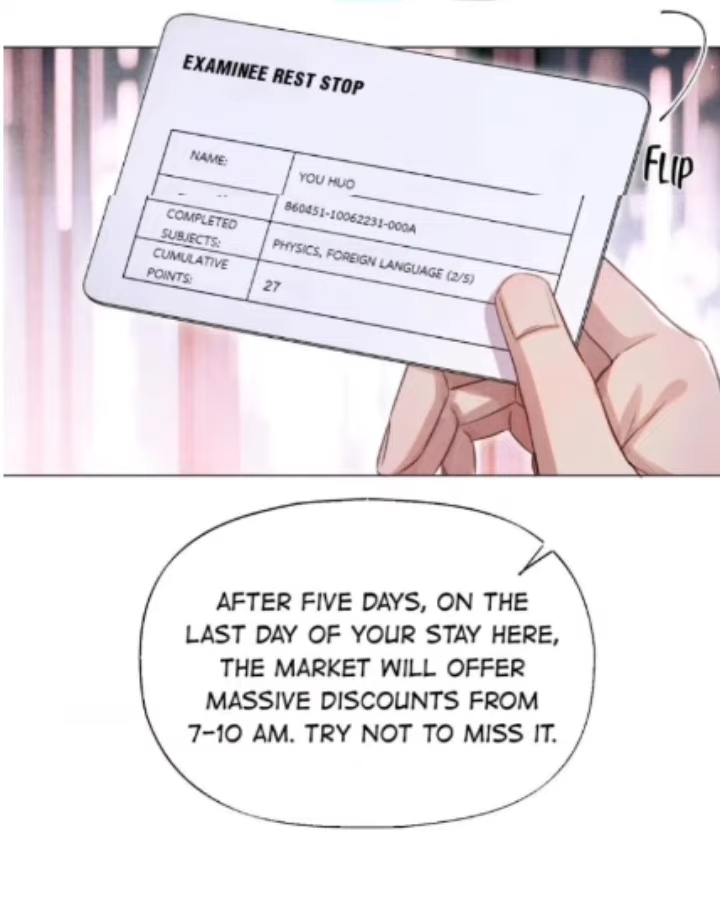 EXAMINEE REST STOP
NAME:
YOU HUO
860451-10062231-000A
COMPLETED
SUBJECTS:
PHYSICS, FOREIGN LANGUAGE (2/5)
CUMULATIVE
POINTS:
27
FLIP
AFTER FIVE DAYS, ON THE
LAST DAY OF YOUR STAY HERE,
THE MARKET WILL OFFER
MASSIVE DISCOUNTS FROM
7-10 AM. TRY NOT TO MISS IT.